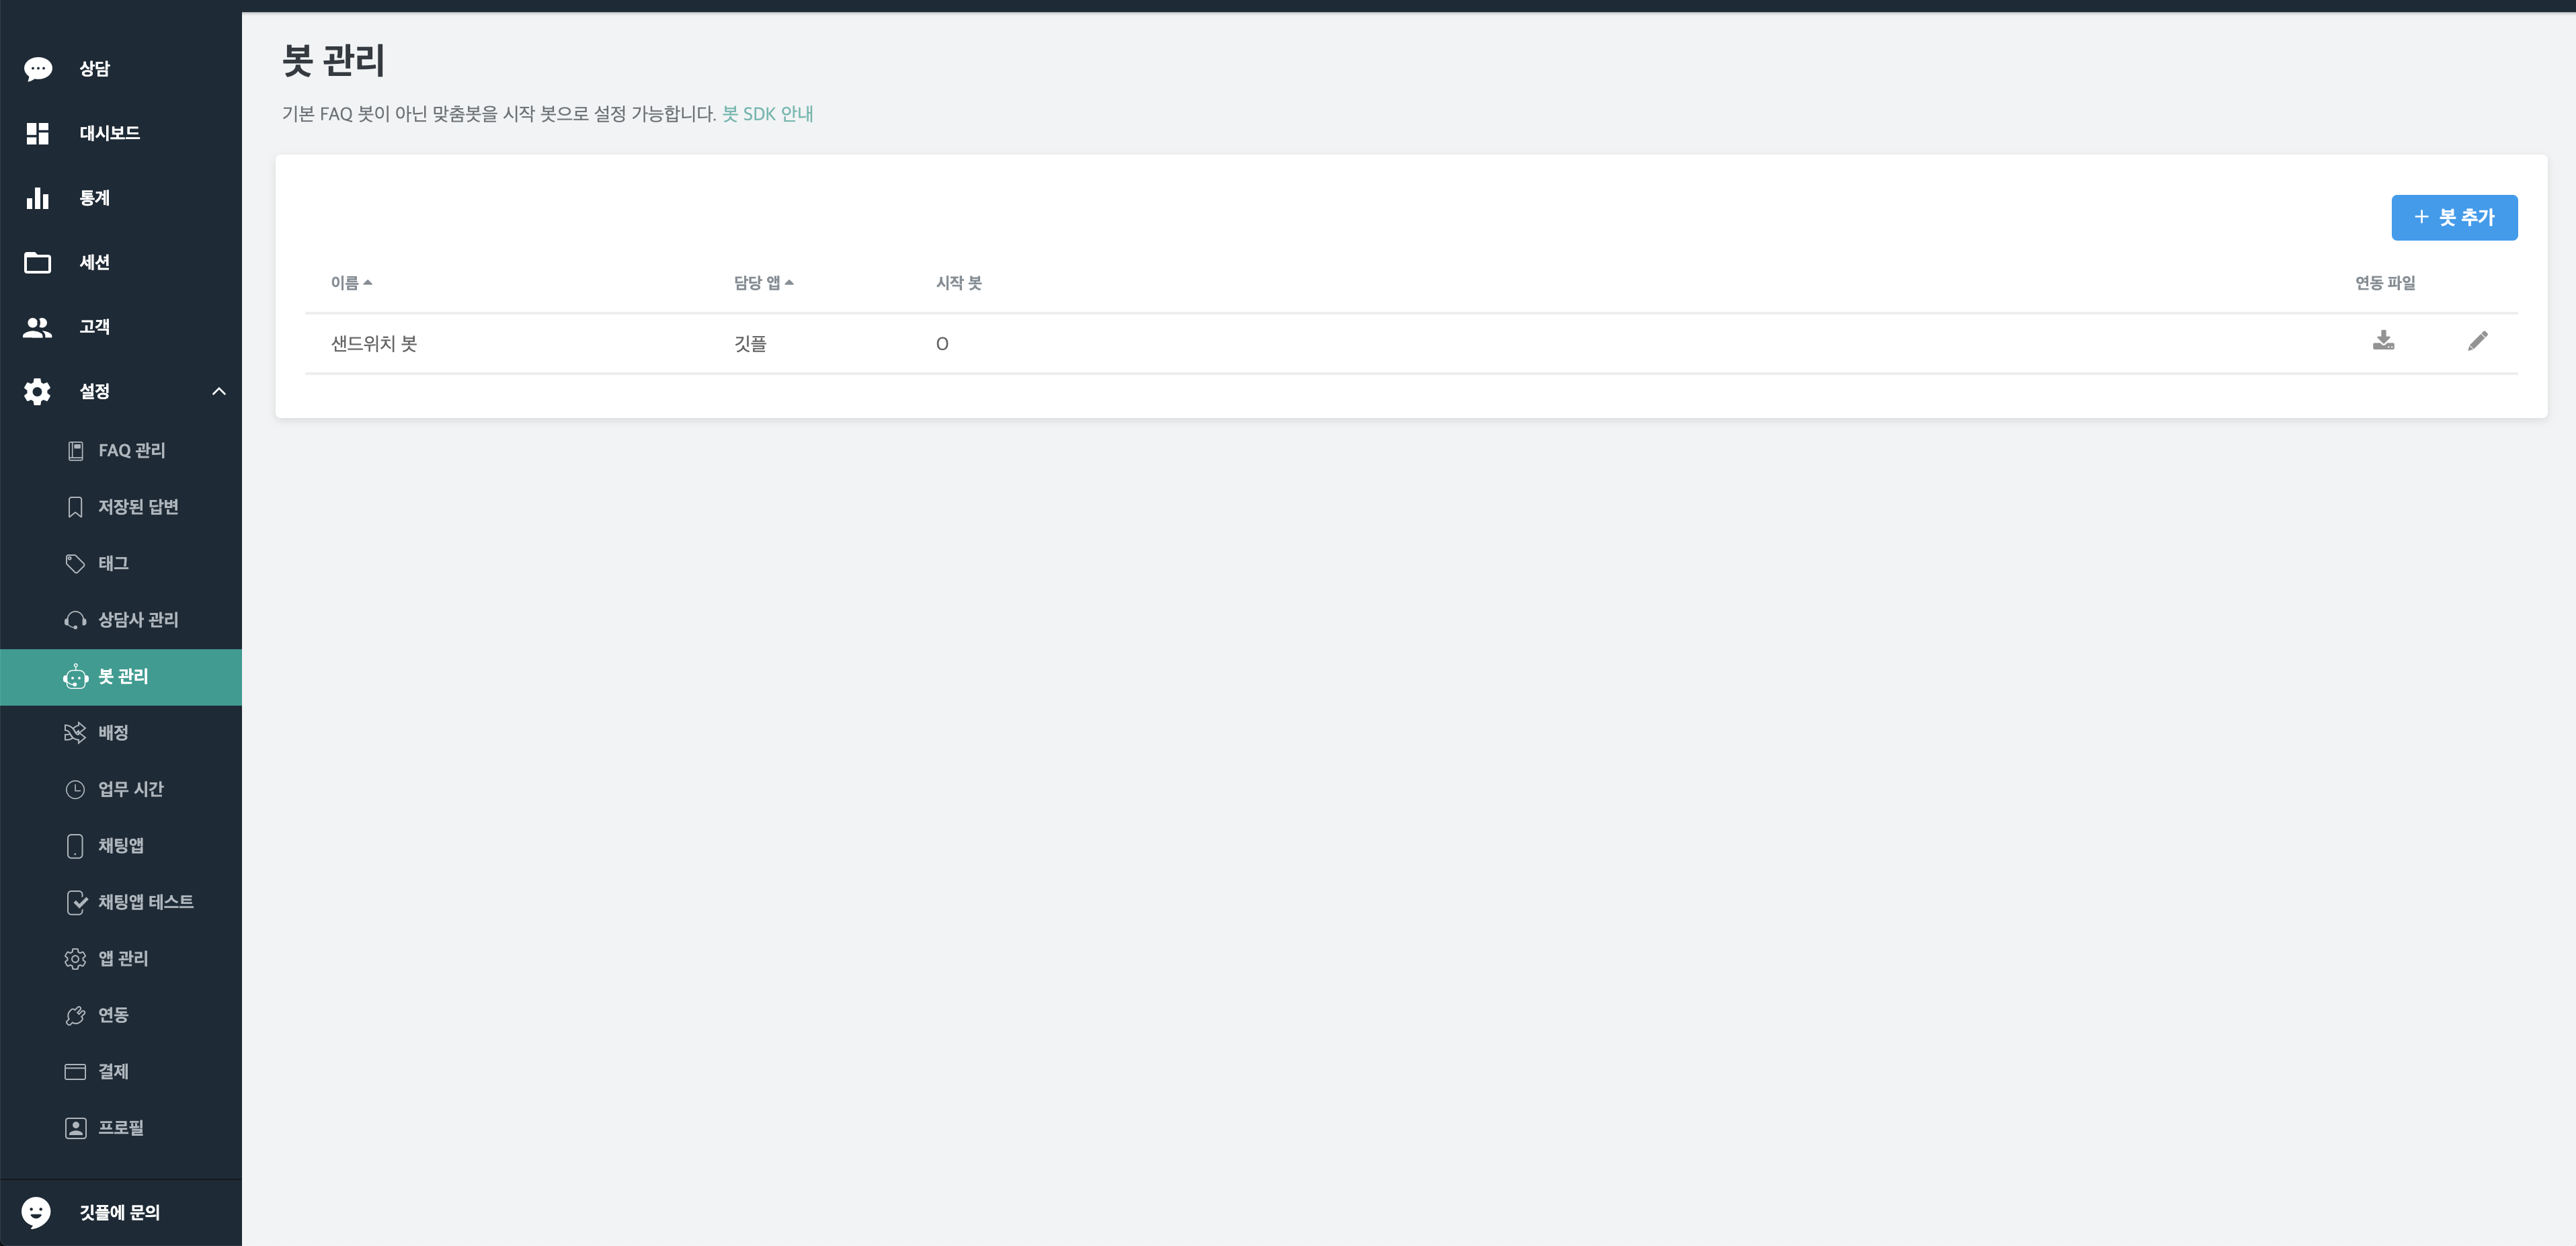 상담
대시보드
통계
세션
고객
설정
FAQ 관리
저장된 답변
태그
상담사 관리
봇 관리
배정
업무 시간
채팅앱
채팅앱 테스트
앱 관리
연동
결제
프로필
깃플에 문의
봇 관리
기본 FAQ 봇이 아닌 맞춤봇을 시작 봇으로 설정 가능합니다. 봇 SDK 안내
+ 봇 추가
이름 담당 앱 시작 봇 연동 파일
샌드위치 봇 깃플 O